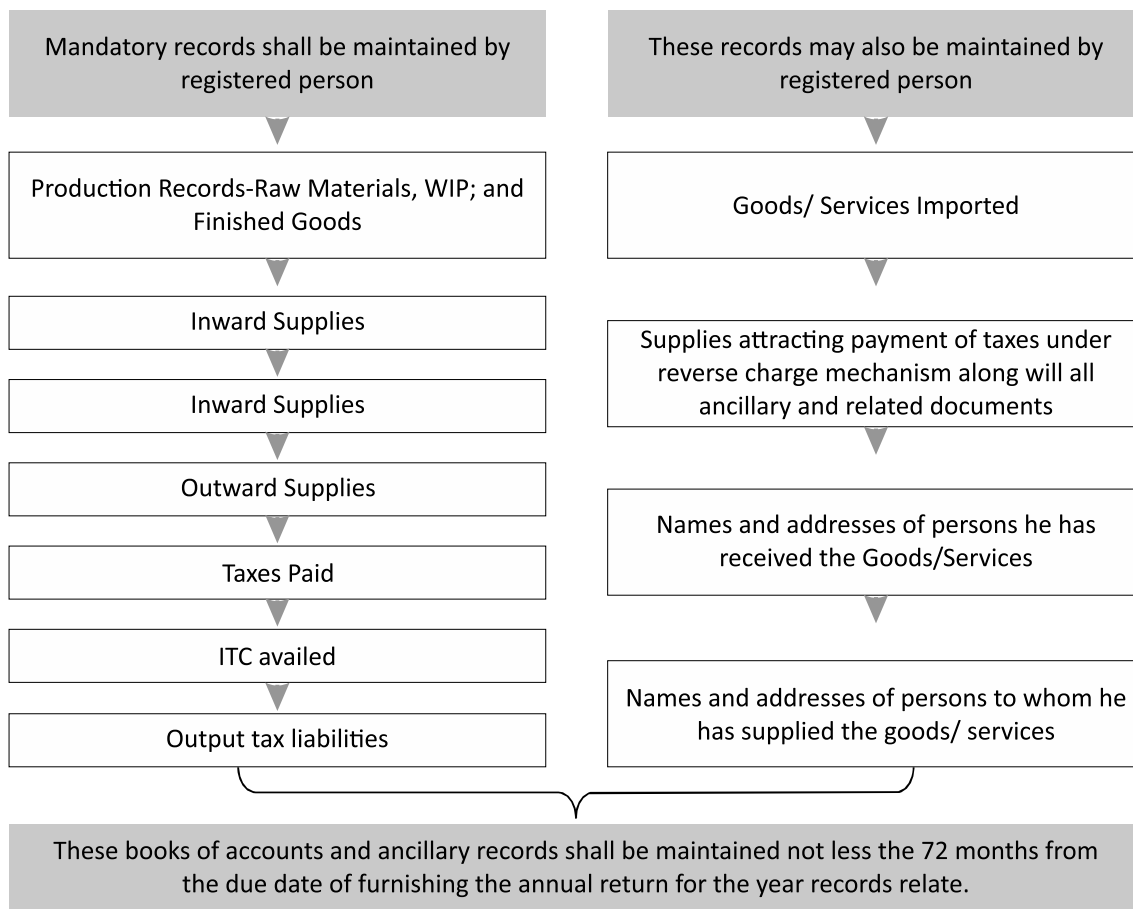 Mandatory records shall be maintained by
registered person
Production Records-Raw Materials, WIP; and
Finished Goods
Inward Supplies
Inward Supplies
Outward Supplies
Taxes Paid
ITC availed
Output tax liabilities
These records may also be maintained by
registered person
Goods/ Services Imported
Supplies attracting payment of taxes under
reverse charge mechanism along will all
ancillary and related documents
Names and addresses of persons he has
received the Goods/Services
Names and addresses of persons to whom he
has supplied the goods/ services
These books of accounts and ancillary records shall be maintained not less the 72 months from
the due date of furnishing the annual return for the year records relate.